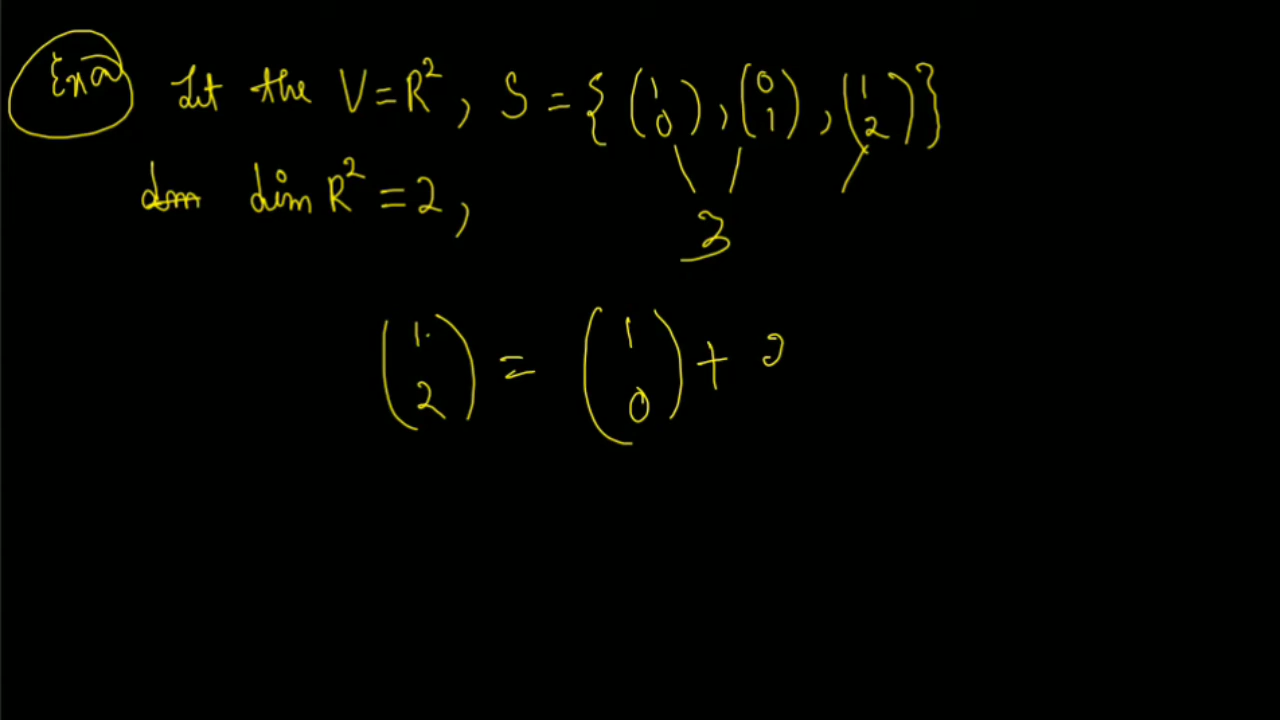 Exa Let the V=R², S = { (1 0), (0 1), (1 2) }
dim R² = 2,
3
(1 2) = (1 0) + 2